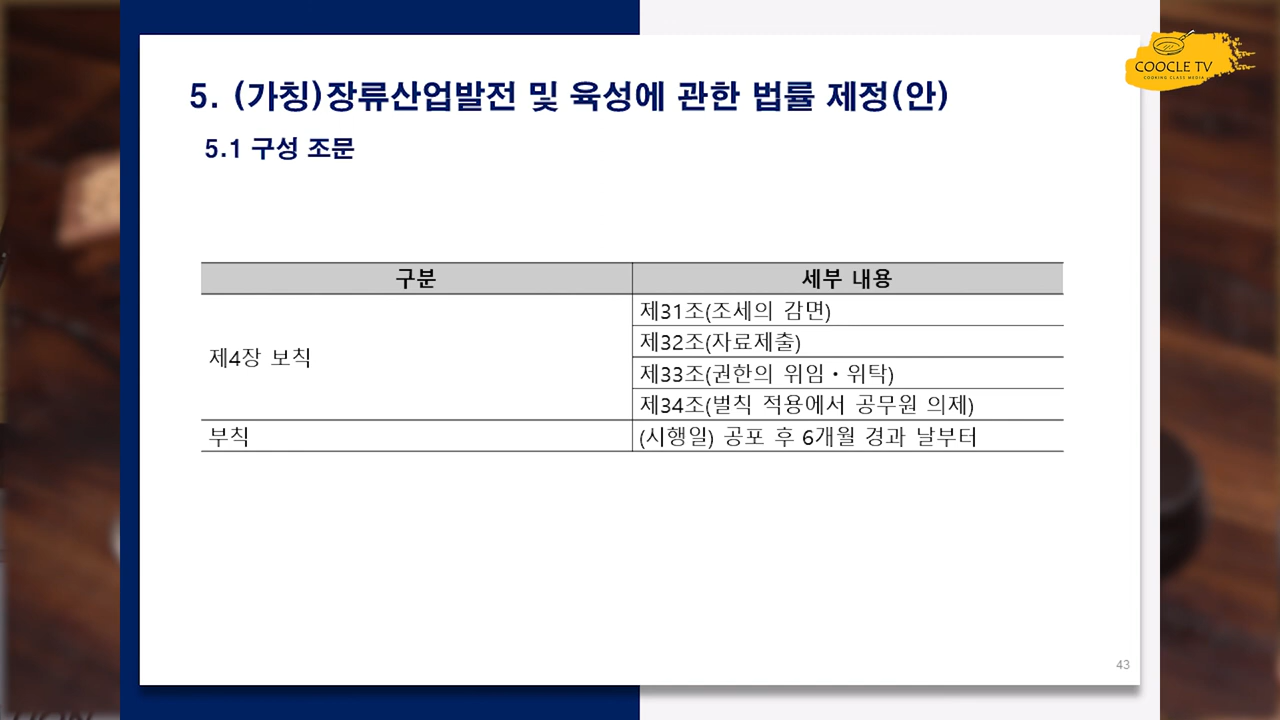 COOCLE TV
COOKING CLASS MEDIA
5. (가칭)장류산업발전 및 육성에 관한 법률 제정(안)
5.1 구성 조문
구분 세부 내용
제4장 보칙
제31조(조세의 감면)
제32조(자료제출)
제33조(권한의 위임・위탁)
제34조(벌칙 적용에서 공무원 의제)
부칙 (시행일) 공포 후 6개월 경과 날부터
43